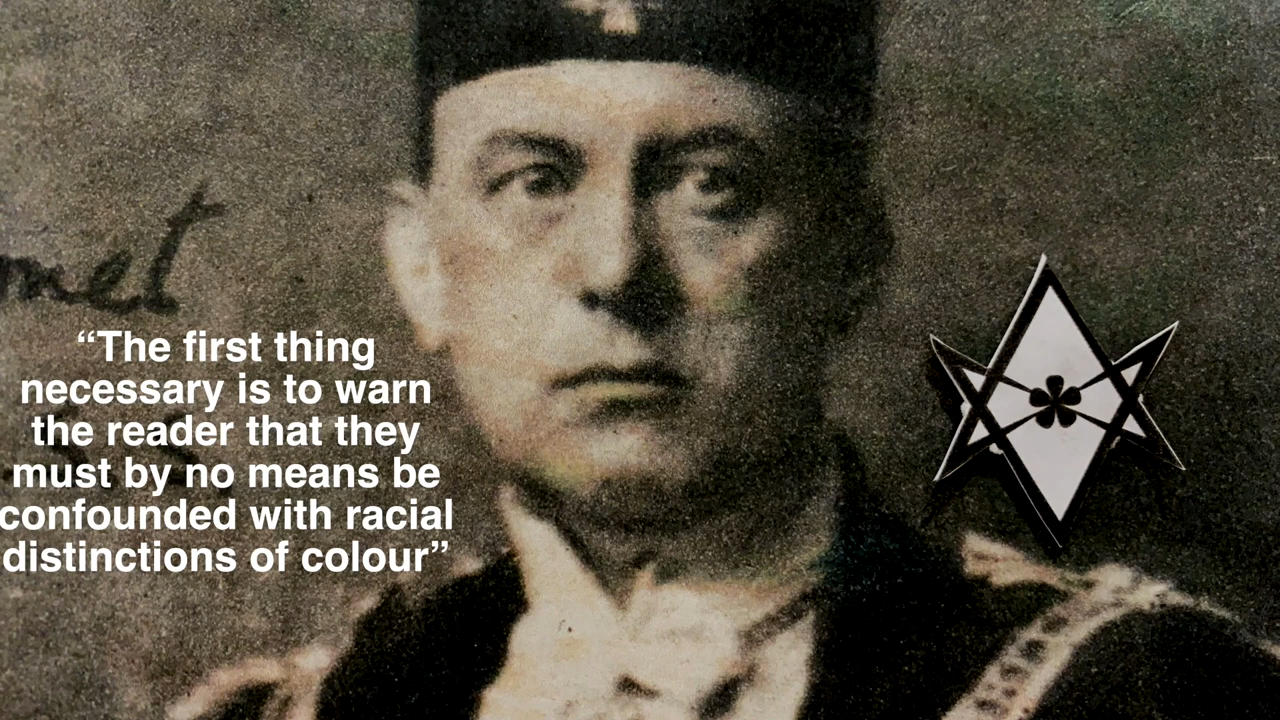 met
“The first thing
necessary is to warn
the reader that they
must by no means be
confounded with racial
distinctions of colour”